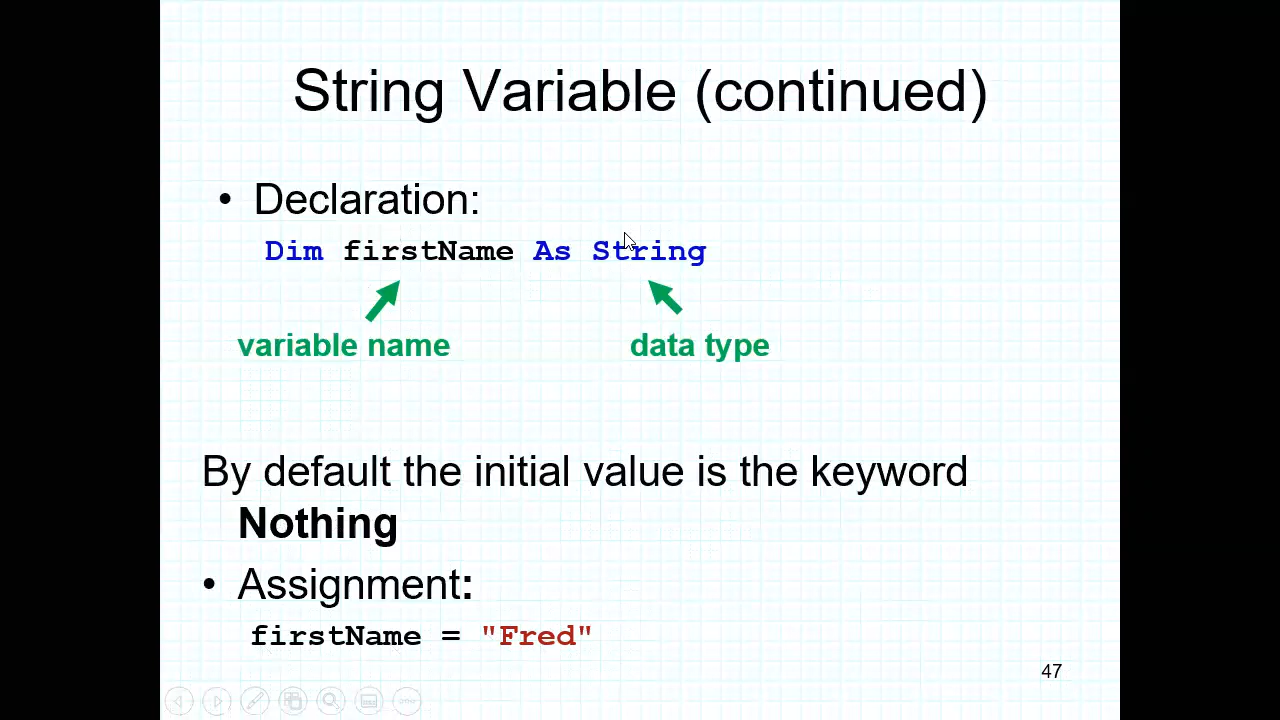 String Variable (continued)
• Declaration:
Dim firstName As String
variable name data type
By default the initial value is the keyword
Nothing
• Assignment:
firstName = "Fred"
47